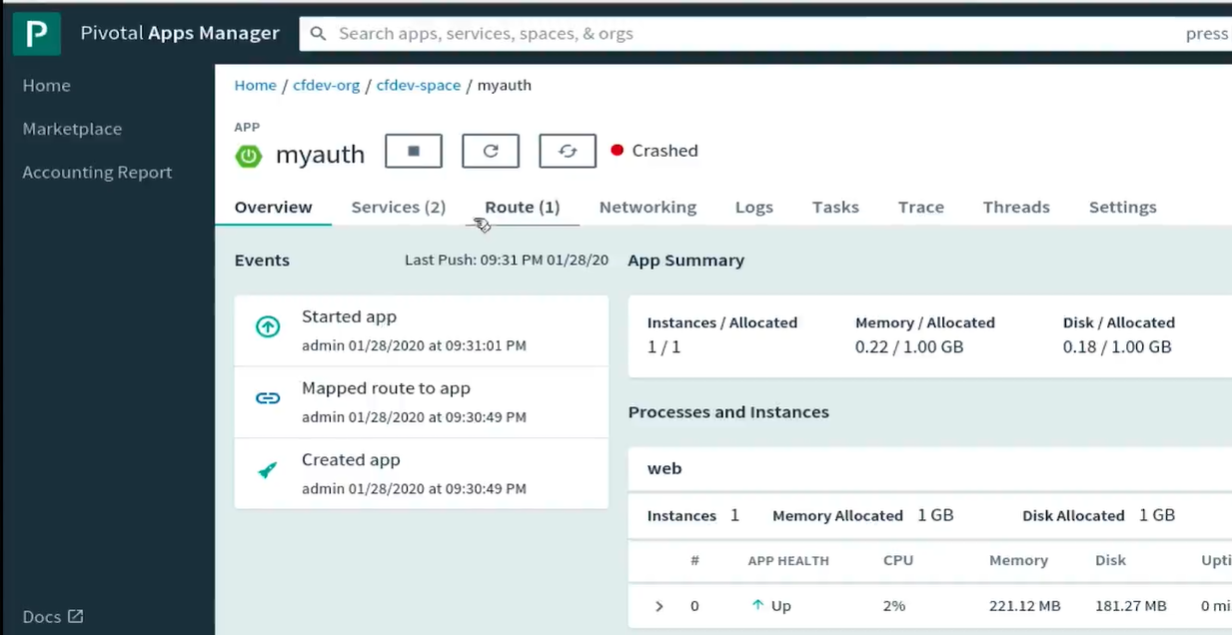 P Pivotal Apps Manager
Search apps, services, spaces, & orgs
press
Home
Marketplace
Accounting Report
Docs
Home / cfdev-org / cfdev-space / myauth
APP
myauth
Crashed
Overview Services (2) Route (1) Networking Logs Tasks Trace Threads Settings
Events Last Push: 09:31 PM 01/28/20
Started app
admin 01/28/2020 at 09:31:01 PM
Mapped route to app
admin 01/28/2020 at 09:30:49 PM
Created app
admin 01/28/2020 at 09:30:49 PM
App Summary
Instances / Allocated Memory / Allocated Disk / Allocated
1 / 1 0.22 / 1.00 GB 0.18 / 1.00 GB
Processes and Instances
web
Instances 1 Memory Allocated 1 GB Disk Allocated 1 GB
# APP HEALTH CPU Memory Disk Upti
0 Up 2% 221.12 MB 181.27 MB 0 mi